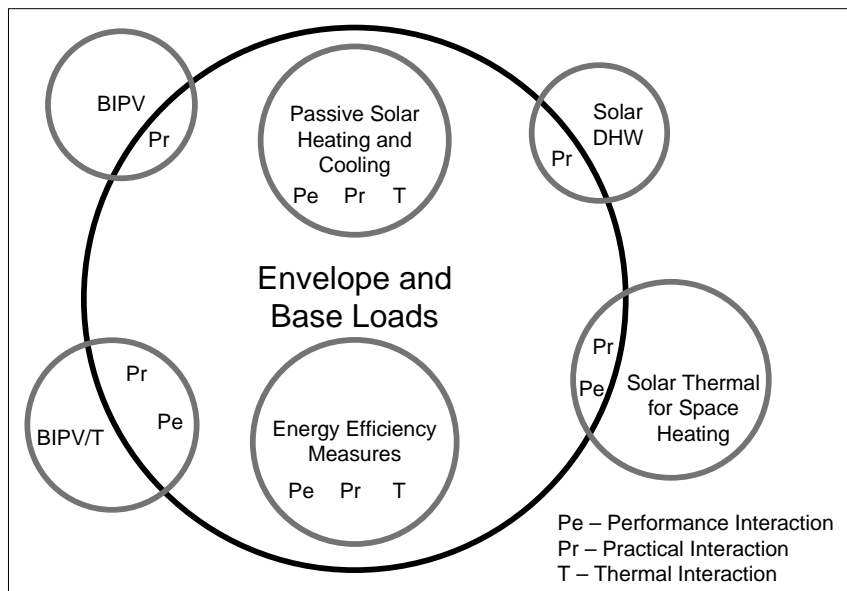 BIPV
Pr
Passive Solar
Heating and
Cooling
Pe Pr T
Solar
DHW
Pr
Envelope and
Base Loads
Pr
Pe
BIPV/T
Energy Efficiency
Measures
Pe Pr T
Pr
Pe
Solar Thermal
for Space
Heating
Pe – Performance Interaction
Pr – Practical Interaction
T – Thermal Interaction